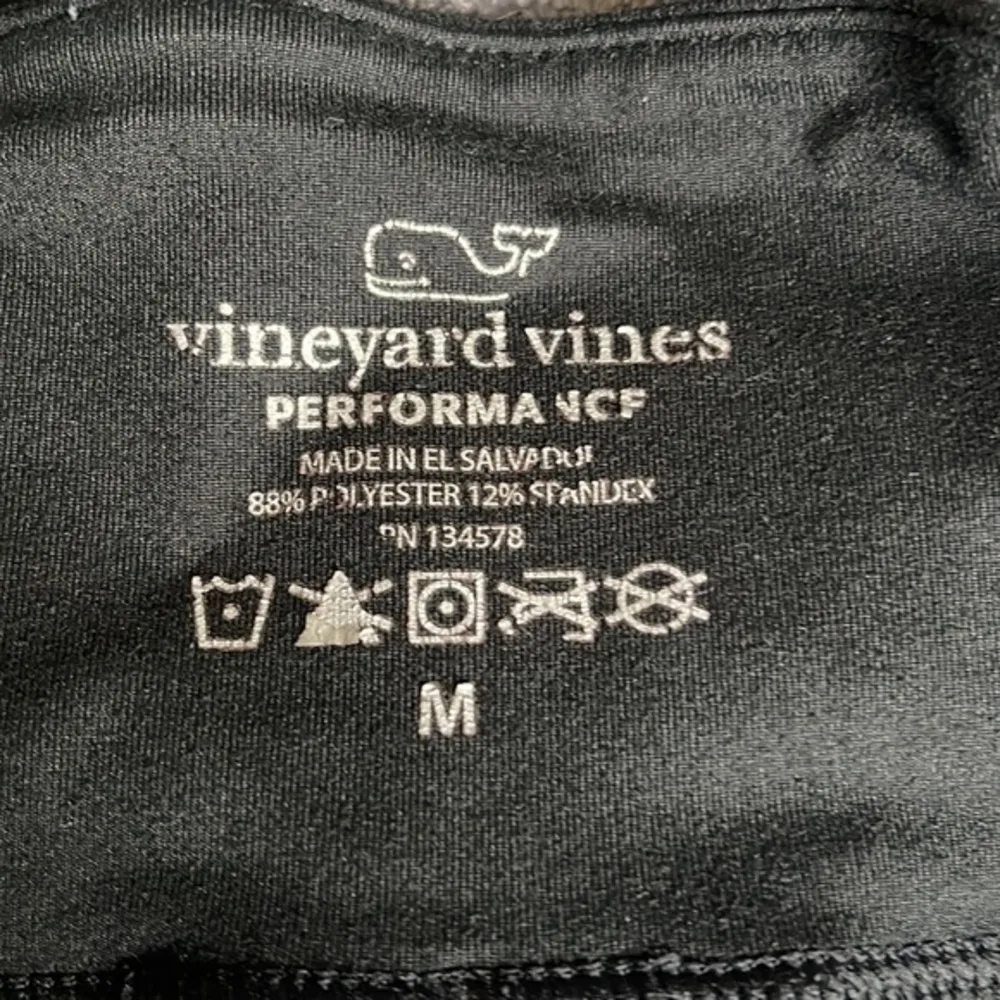 vineyard vines
PERFORMANCE
MADE IN EL SALVADOR
88% POLYESTER 12% SPANDEX
RN 134578
M